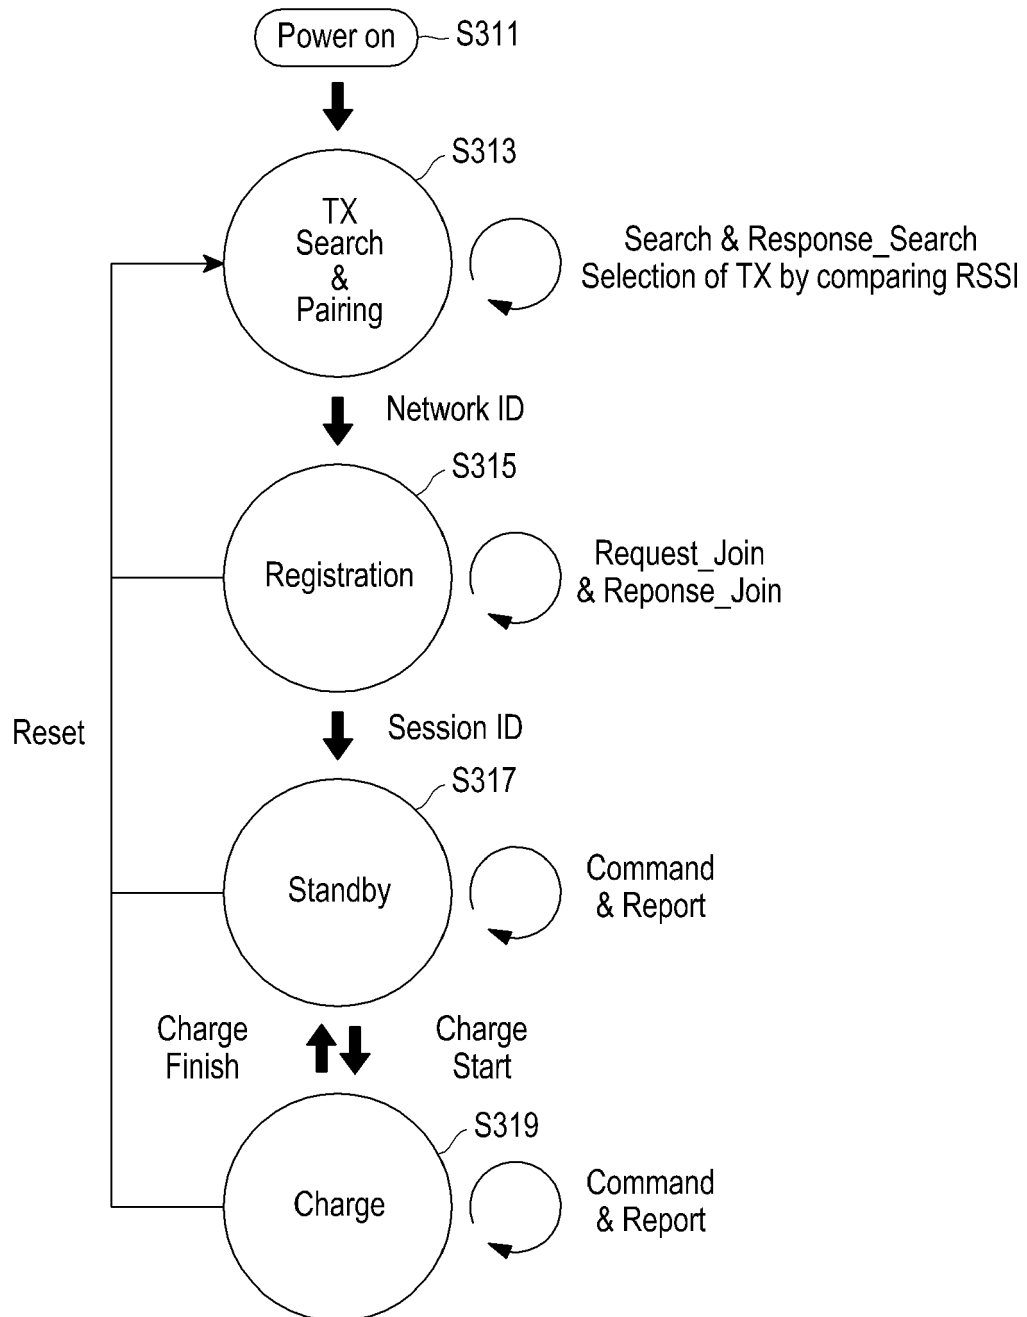 Power on
S311
S313
TX
Search
&
Pairing
Search & Response_Search
Selection of TX by comparing RSSI
Network ID
S315
Registration
Request_Join
& Reponse_Join
Reset
Session ID
S317
Standby
Command
& Report
Charge
Finish
Charge
Start
S319
Charge
Command
& Report